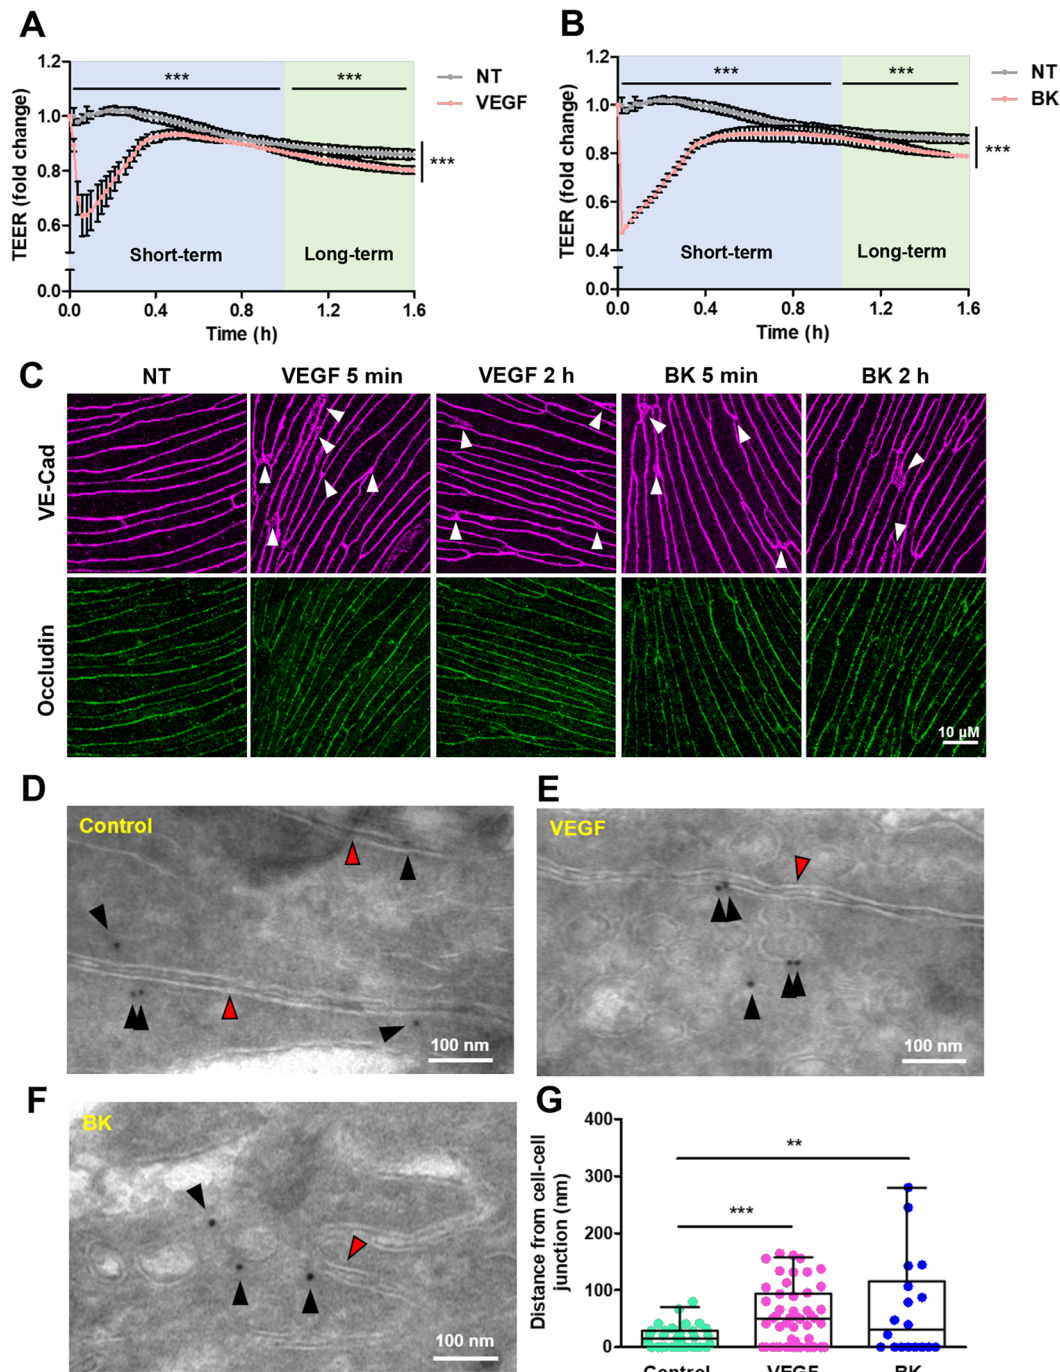 A
1.2
1.0
0.8
0.6
0.0
TEER (fold change)
***
***
NT
VEGF
***
Short-term
Long-term
0.0 0.4 0.8 1.2 1.6
Time (h)
B
1.2
1.0
0.8
0.6
0.4
0.0
TEER (fold change)
***
***
NT
BK
***
Short-term
Long-term
0.0 0.4 0.8 1.2 1.6
Time (h)
C
NT
VEGF 5 min
VEGF 2 h
BK 5 min
BK 2 h
VE-Cad
Occludin
10 µM
D
Control
100 nm
E
VEGF
100 nm
F
BK
100 nm
G
Distance from cell-cell
junction (nm)
400
300
200
100
0
**
***
Control
VEGF
BK